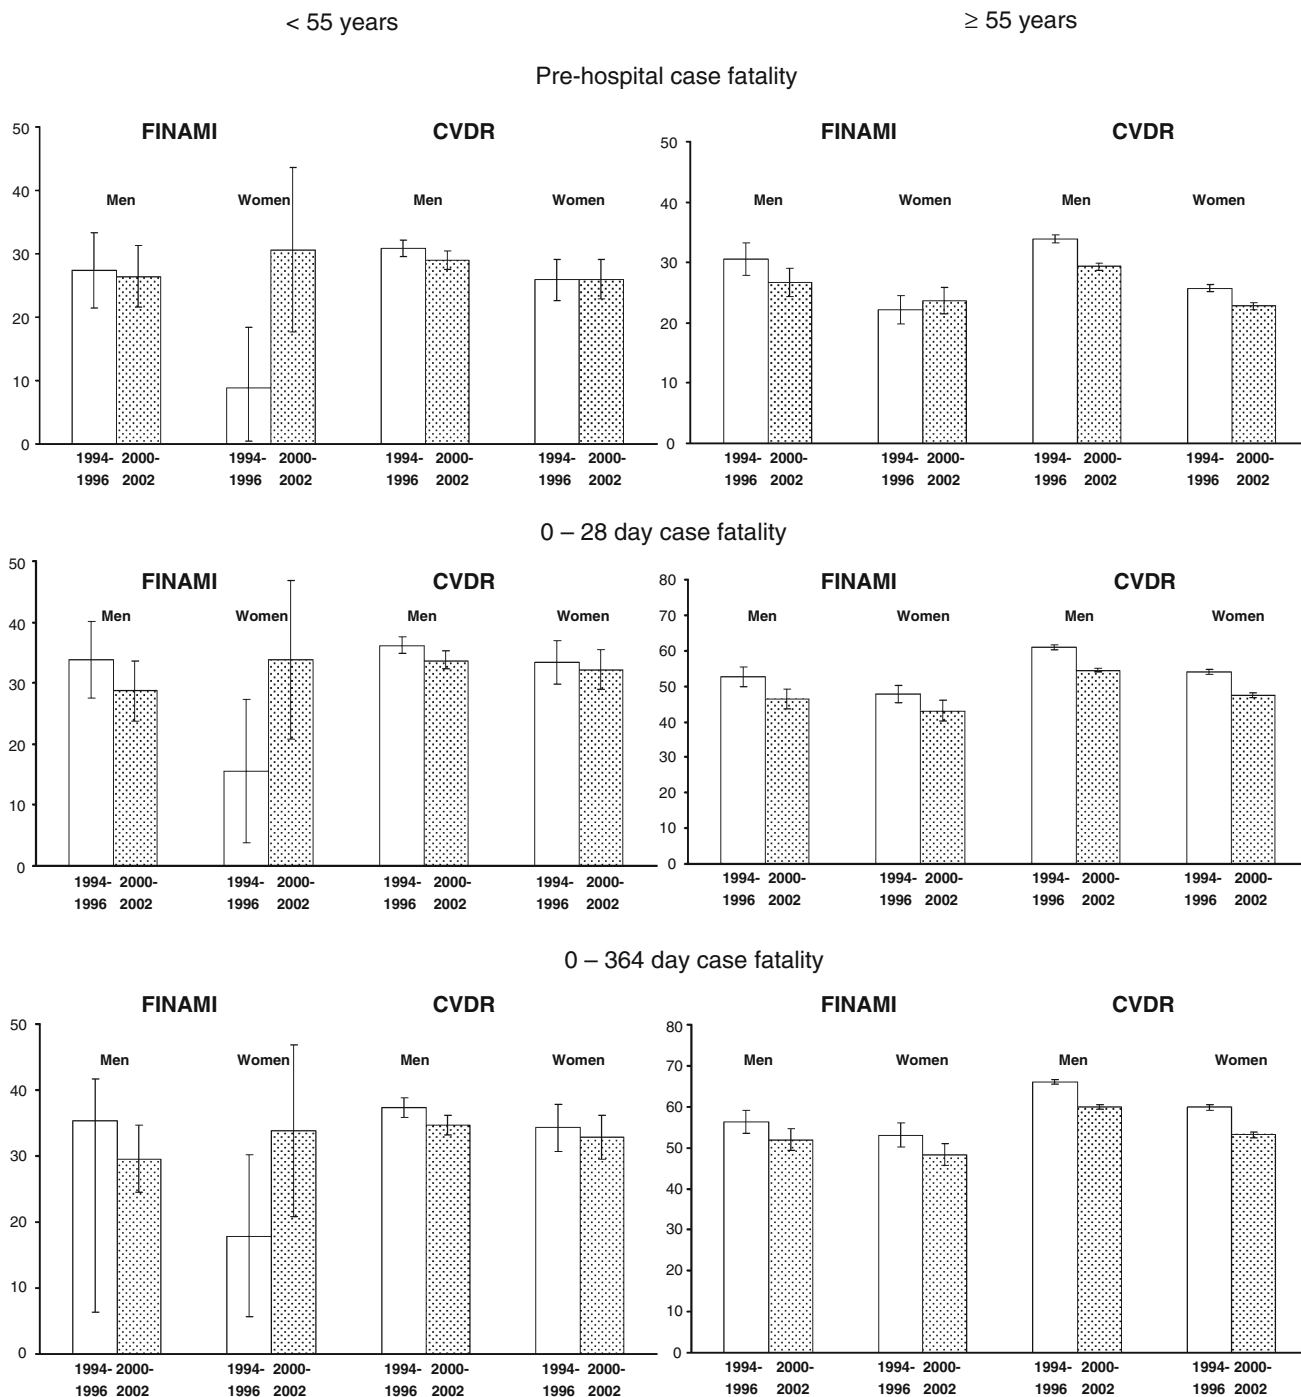 < 55 years ≥ 55 years
Pre-hospital case fatality
FINAMI CVDR FINAMI CVDR
Men Women Men Women Men Women Men Women
50
40
30
20
10
0
50
40
30
20
10
0
1994- 2000- 1994- 2000- 1994- 2000- 1994- 2000- 1994- 2000- 1994- 2000- 1994- 2000- 1994- 2000-
1996 2002 1996 2002 1996 2002 1996 2002 1996 2002 1996 2002 1996 2002 1996 2002
0 – 28 day case fatality
FINAMI CVDR FINAMI CVDR
Men Women Men Women Men Women Men Women
50
40
30
20
10
0
80
70
60
50
40
30
20
10
0
1994- 2000- 1994- 2000- 1994- 2000- 1994- 2000- 1994- 2000- 1994- 2000- 1994- 2000- 1994- 2000-
1996 2002 1996 2002 1996 2002 1996 2002 1996 2002 1996 2002 1996 2002 1996 2002
0 – 364 day case fatality
FINAMI CVDR FINAMI CVDR
Men Women Men Women Men Women Men Women
50
40
30
20
10
0
80
70
60
50
40
30
20
10
0
1994- 2000- 1994- 2000- 1994- 2000- 1994- 2000- 1994- 2000- 1994- 2000- 1994- 2000- 1994- 2000-
1996 2002 1996 2002 1996 2002 1996 2002 1996 2002 1996 2002 1996 2002 1996 2002